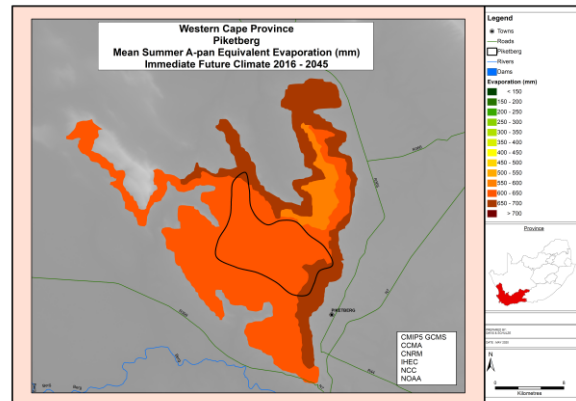 Western Cape Province
Piketberg
Mean Summer A-pan Equivalent Evaporation (mm)
Immediate Future Climate 2016 - 2045
PIKETBERG
CMIP5 GCMS
CCMA
CNRM
IHEC
NCC
NOAA
Legend
Towns
Roads
Piketberg
Rivers
Dams
Evaporation (mm)
< 150
150 - 200
200 - 250
250 - 300
300 - 350
350 - 400
400 - 450
450 - 500
500 - 550
550 - 600
600 - 650
650 - 700
> 700
Province
N
Kilometres